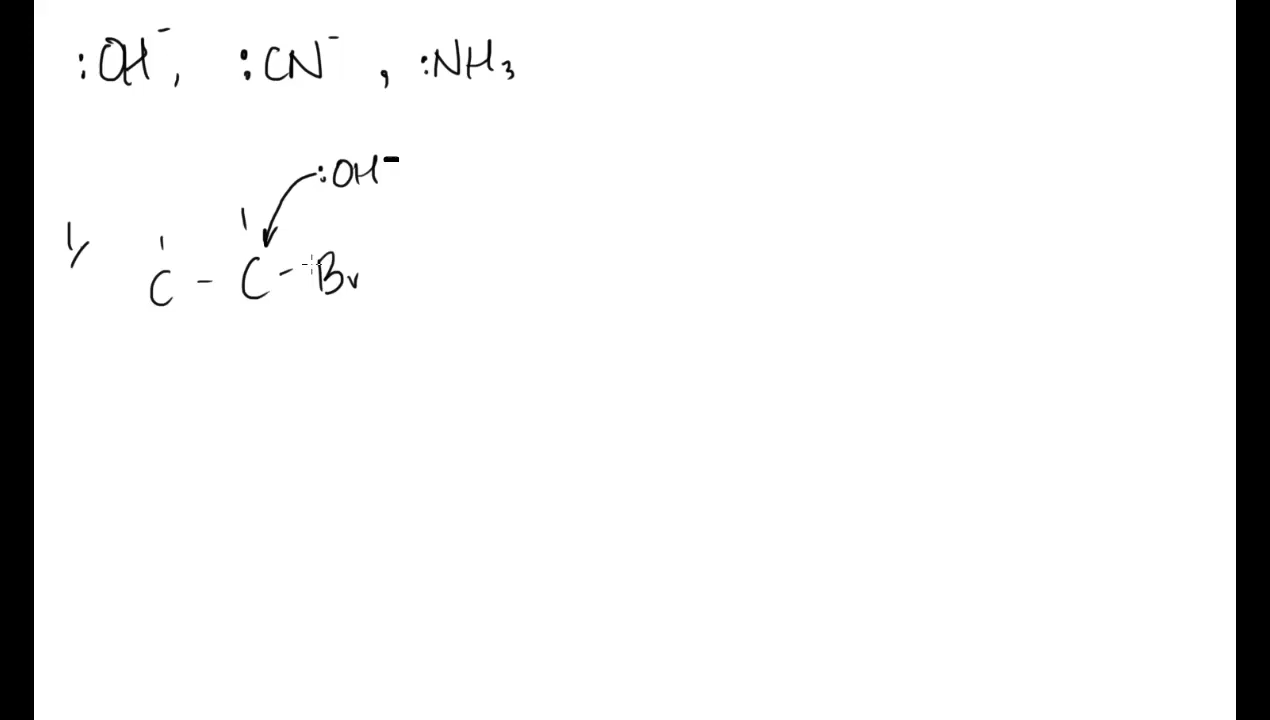 :OH⁻, :CN⁻, :NH₃
:OH⁻
1/ C - C - Br